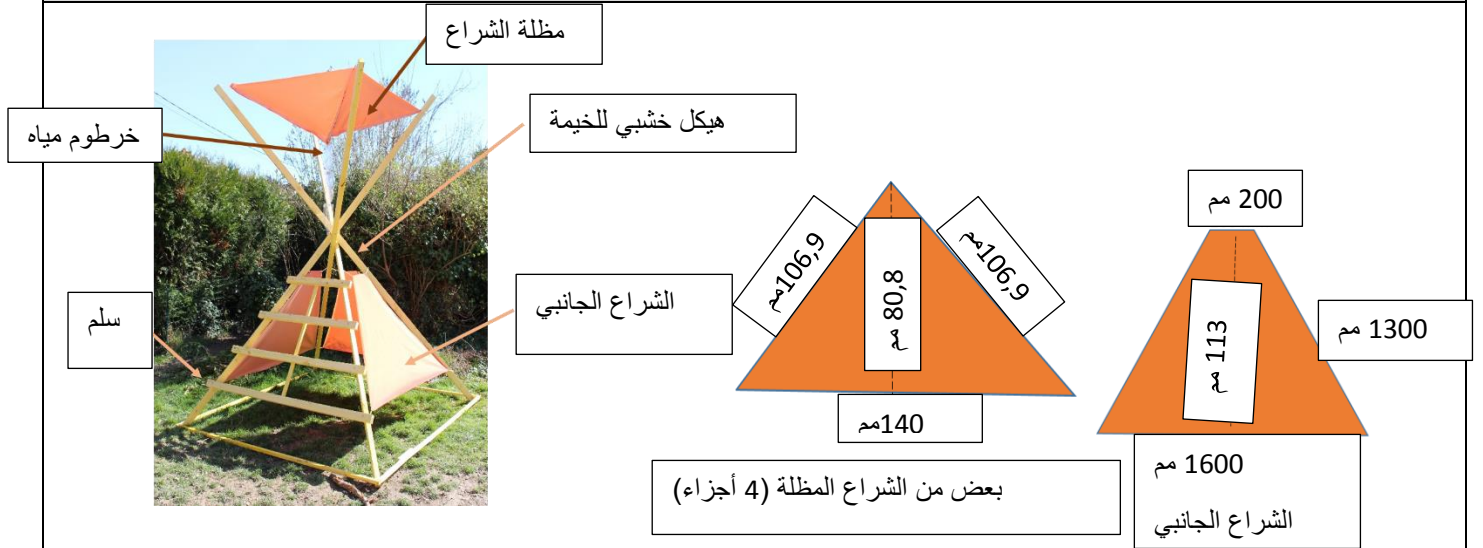 مظلة الشراع
خرطوم مياه
هيكل خشبي للخيمة
الشراع الجانبي
سلم
106,9مم
80,8 مم
106,9مم
140مم
بعض من الشراع المظلة (4 أجزاء)
200 مم
113 مم
1300 مم
1600 مم
الشراع الجانبي